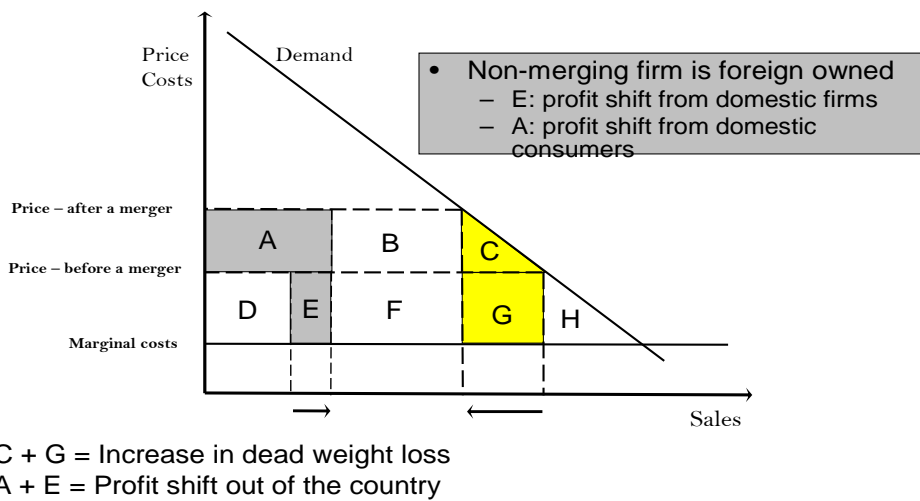 Price
Costs
Demand
• Non-merging firm is foreign owned
– E: profit shift from domestic firms
– A: profit shift from domestic
consumers
Price – after a merger
A
B
C
Price – before a merger
D
E
F
G
H
Marginal costs
Sales
C + G = Increase in dead weight loss
A + E = Profit shift out of the country